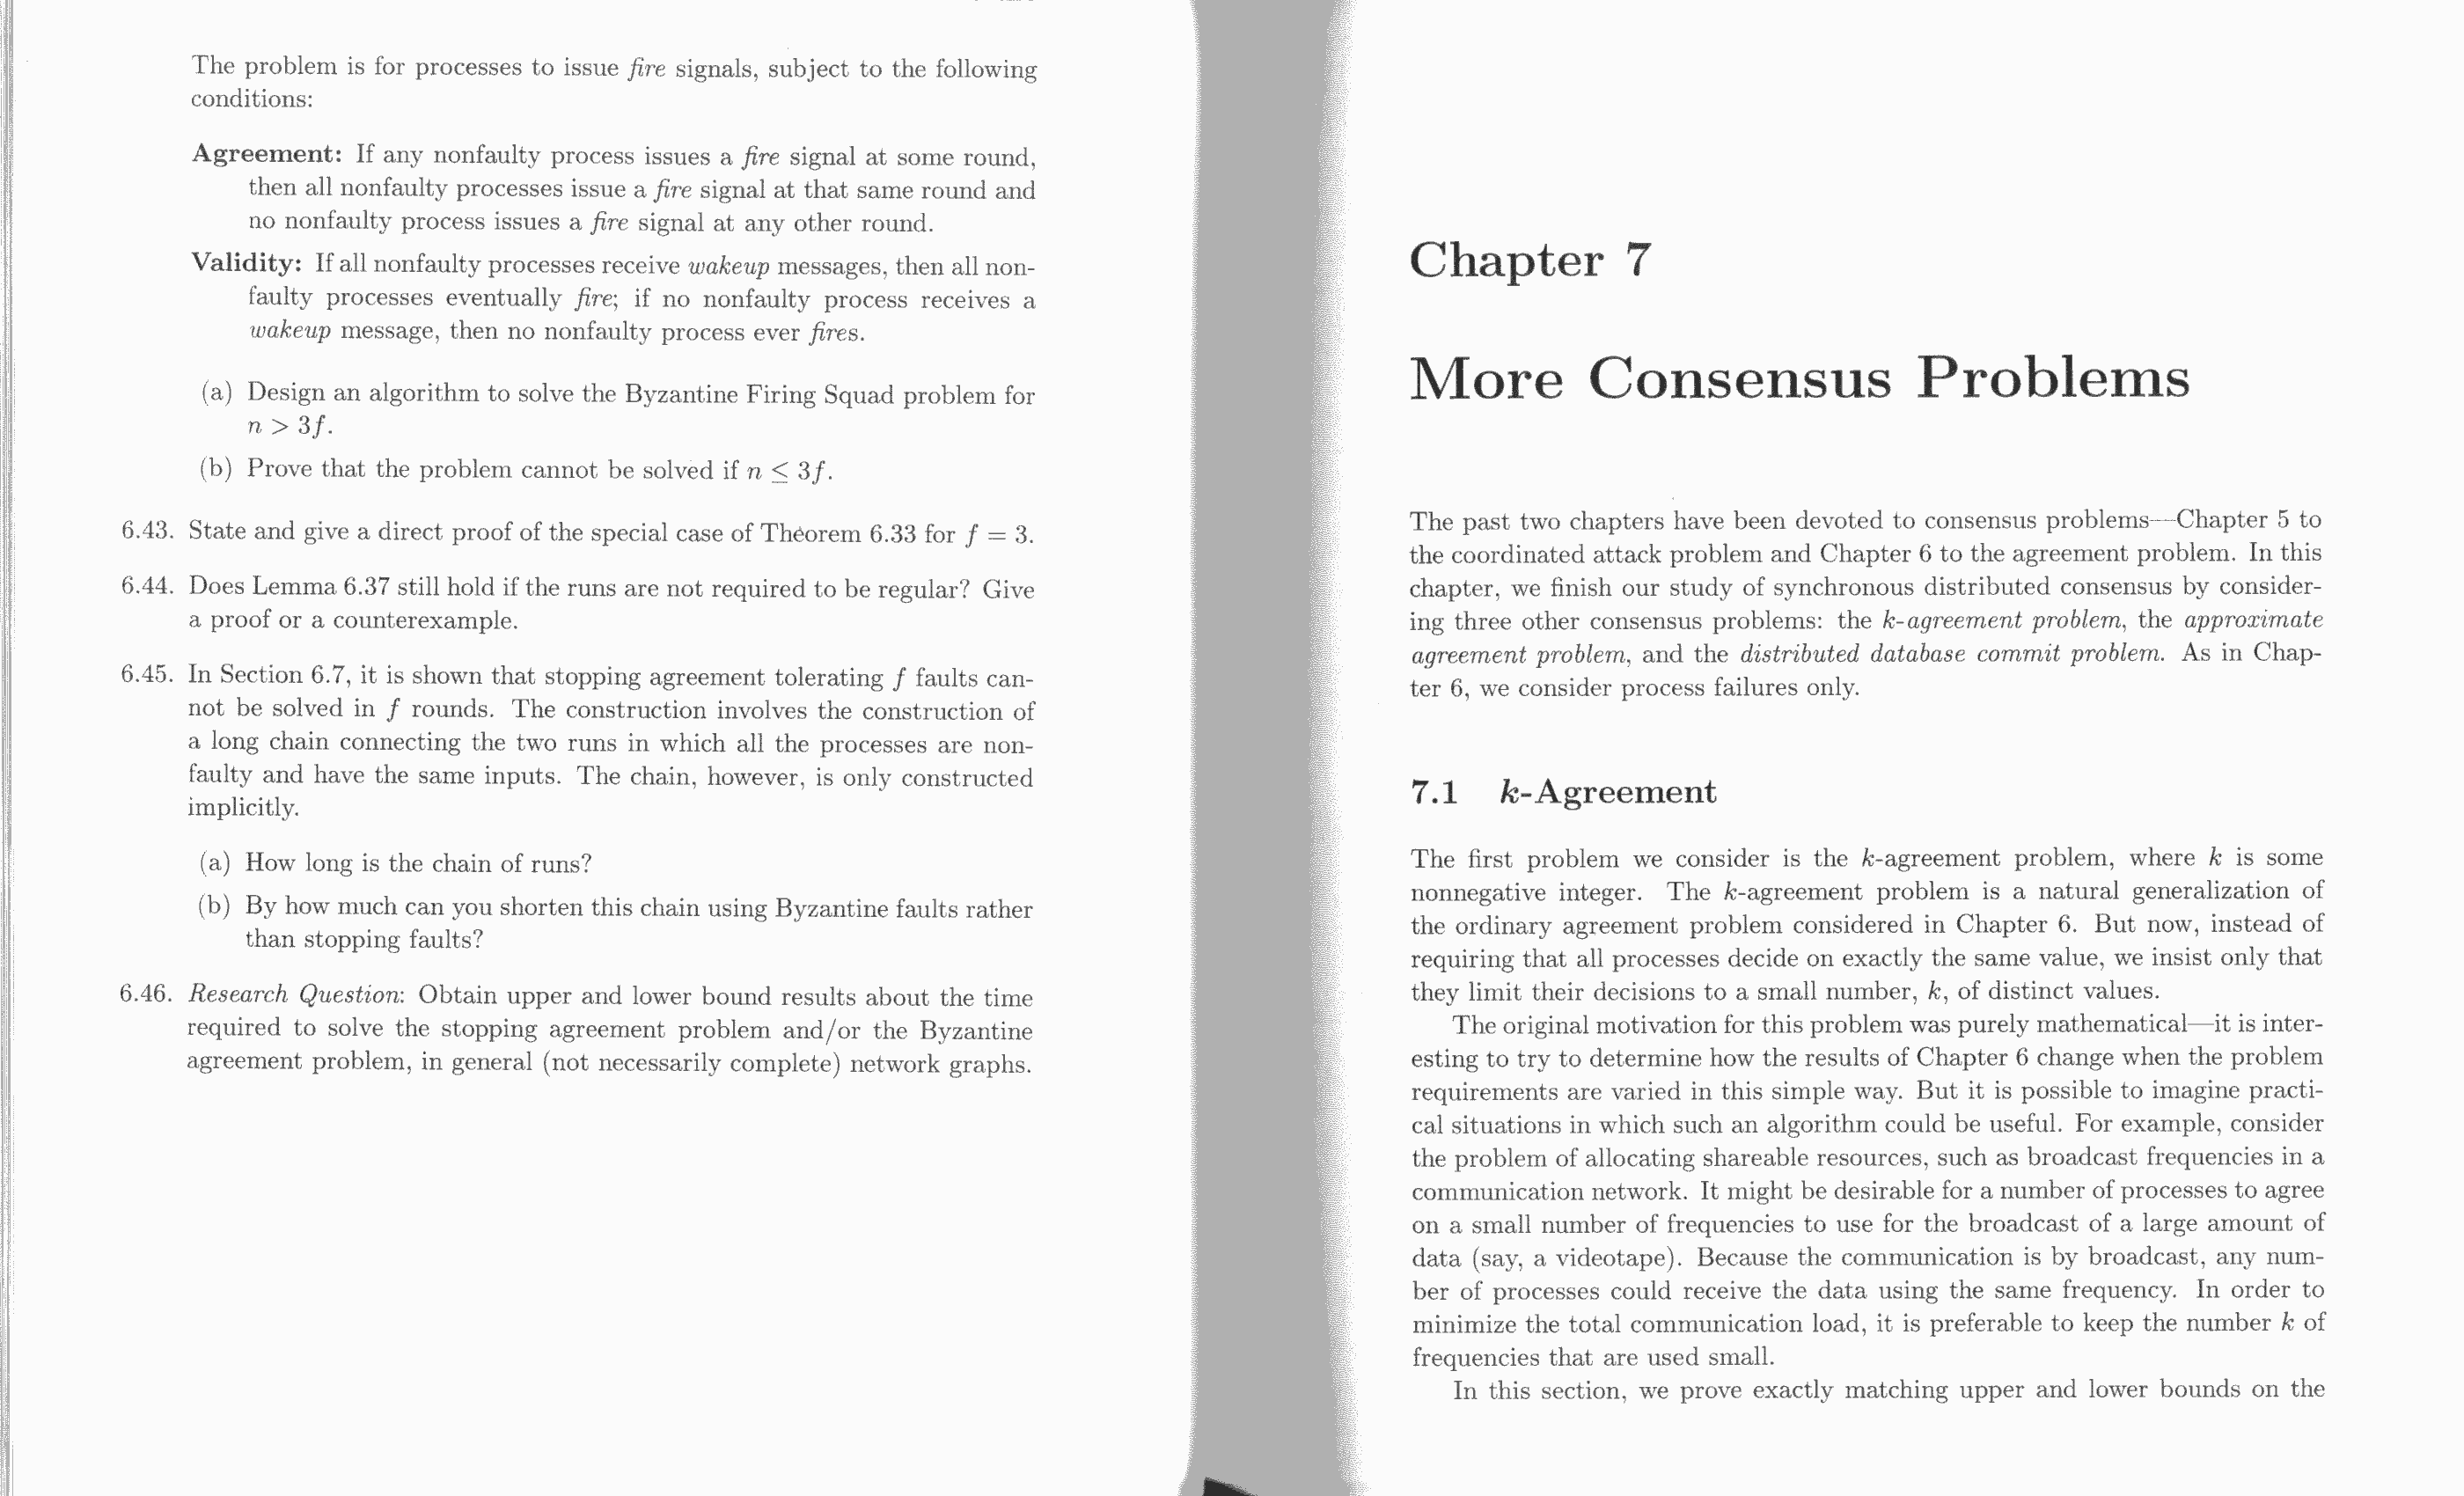 The problem is for processes to issue fire signals, subject to the following
conditions:
Agreement: If any nonfaulty process issues a fire signal at some round,
then all nonfaulty processes issue a fire signal at that same round and
no nonfaulty process issues a fire signal at any other round.
Validity: If all nonfaulty processes receive wakeup messages, then all non-
faulty processes eventually fire; if no nonfaulty process receives a
wakeup message, then no nonfaulty process ever fires.
(a) Design an algorithm to solve the Byzantine Firing Squad problem for
n > 3f.
(b) Prove that the problem cannot be solved if n ≤ 3f.
6.43. State and give a direct proof of the special case of Theorem 6.33 for f = 3.
6.44. Does Lemma 6.37 still hold if the runs are not required to be regular? Give
a proof or a counterexample.
6.45. In Section 6.7, it is shown that stopping agreement tolerating f faults can-
not be solved in f rounds. The construction involves the construction of
a long chain connecting the two runs in which all the processes are non-
faulty and have the same inputs. The chain, however, is only constructed
implicitly.
(a) How long is the chain of runs?
(b) By how much can you shorten this chain using Byzantine faults rather
than stopping faults?
6.46. Research Question: Obtain upper and lower bound results about the time
required to solve the stopping agreement problem and/or the Byzantine
agreement problem, in general (not necessarily complete) network graphs.
Chapter 7
More Consensus Problems
The past two chapters have been devoted to consensus problems—Chapter 5 to
the coordinated attack problem and Chapter 6 to the agreement problem. In this
chapter, we finish our study of synchronous distributed consensus by consider-
ing three other consensus problems: the k-agreement problem, the approximate
agreement problem, and the distributed database commit problem. As in Chap-
ter 6, we consider process failures only.
7.1 k-Agreement
The first problem we consider is the k-agreement problem, where k is some
nonnegative integer. The k-agreement problem is a natural generalization of
the ordinary agreement problem considered in Chapter 6. But now, instead of
requiring that all processes decide on exactly the same value, we insist only that
they limit their decisions to a small number, k, of distinct values.
The original motivation for this problem was purely mathematical—it is inter-
esting to try to determine how the results of Chapter 6 change when the problem
requirements are varied in this simple way. But it is possible to imagine practi-
cal situations in which such an algorithm could be useful. For example, consider
the problem of allocating shareable resources, such as broadcast frequencies in a
communication network. It might be desirable for a number of processes to agree
on a small number of frequencies to use for the broadcast of a large amount of
data (say, a videotape). Because the communication is by broadcast, any num-
ber of processes could receive the data using the same frequency. In order to
minimize the total communication load, it is preferable to keep the number k of
frequencies that are used small.
In this section, we prove exactly matching upper and lower bounds on the